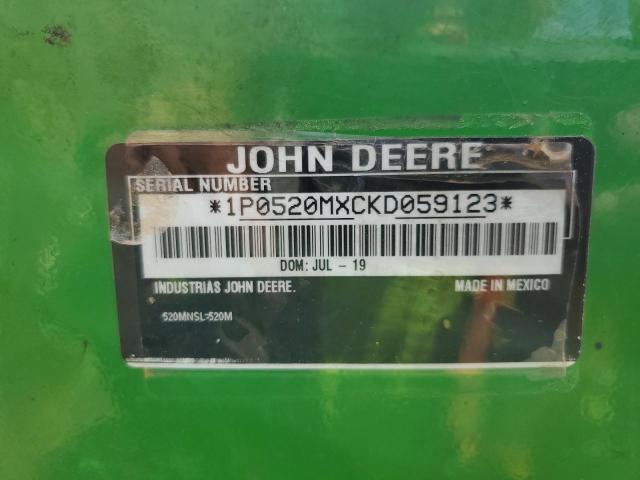 JOHN DEERE
SERIAL NUMBER
*1P0520MXCKD059123*
DOM: JUL - 19
INDUSTRIAS JOHN DEERE. MADE IN MEXICO
520MNSL-520M